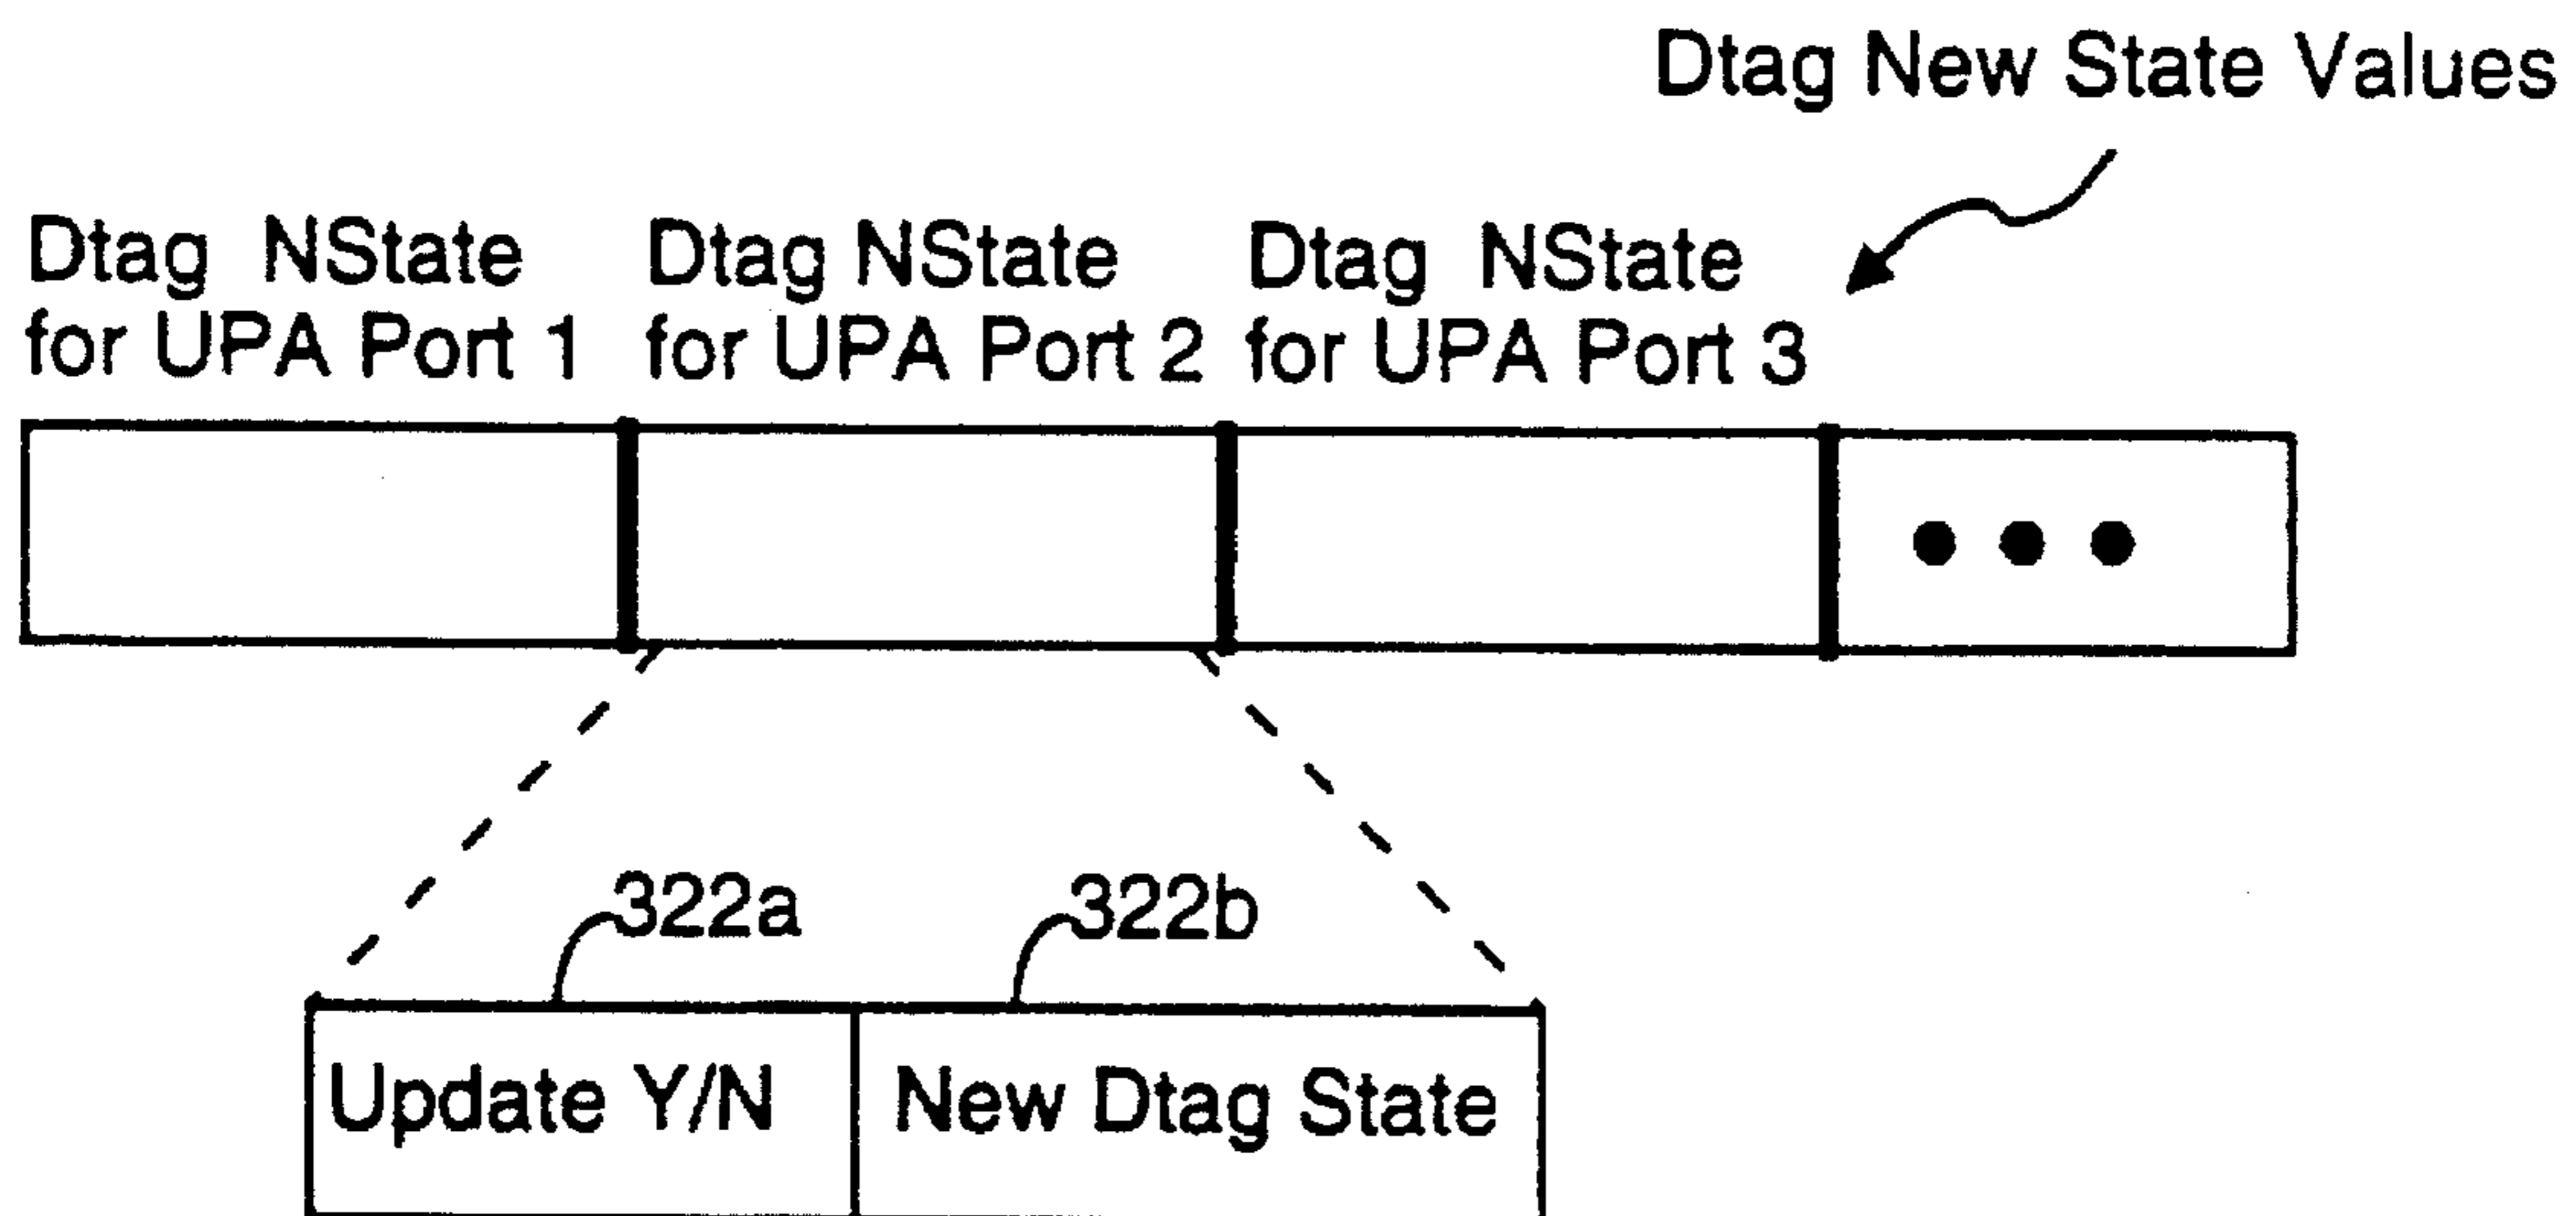 Dtag New State Values
Dtag NState
for UPA Port 1
Dtag NState
for UPA Port 2
Dtag NState
for UPA Port 3
322a
322b
Update Y/N
New Dtag State